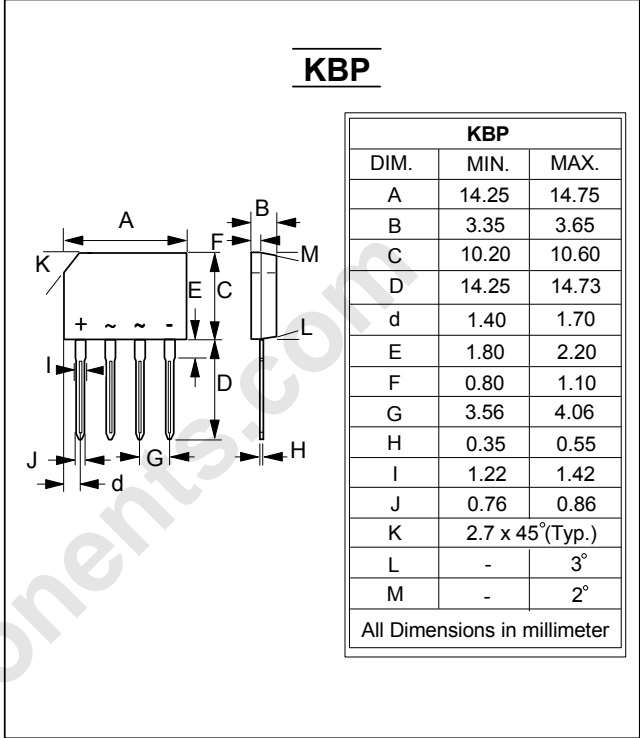 KBP
KBP
DIM. MIN. MAX.
A 14.25 14.75
B 3.35 3.65
C 10.20 10.60
D 14.25 14.73
d 1.40 1.70
E 1.80 2.20
F 0.80 1.10
G 3.56 4.06
H 0.35 0.55
I 1.22 1.42
J 0.76 0.86
K 2.7 x 45°(Typ.)
L - 3°
M - 2°
All Dimensions in millimeter
A
B
F
M
K
E
C
+ ~ ~ -
L
I
D
J
G
H
d
onents.com